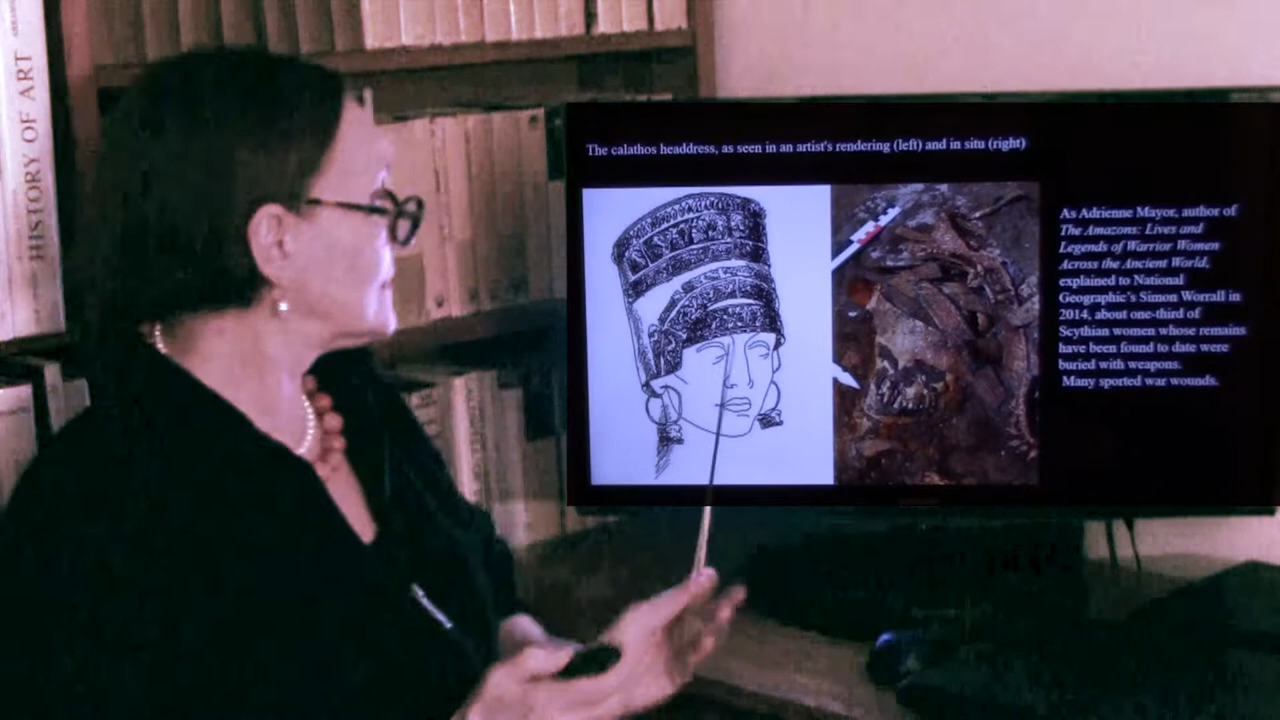 HISTORY OF ART
The calathos headdress, as seen in an artist's rendering (left) and in situ (right)
As Adrienne Mayor, author of
The Amazons: Lives and
Legends of Warrior Women
Across the Ancient World,
explained to National
Geographic's Simon Worrall in
2014, about one-third of
Scythian women whose remains
have been found to date were
buried with weapons.
Many sported war wounds.